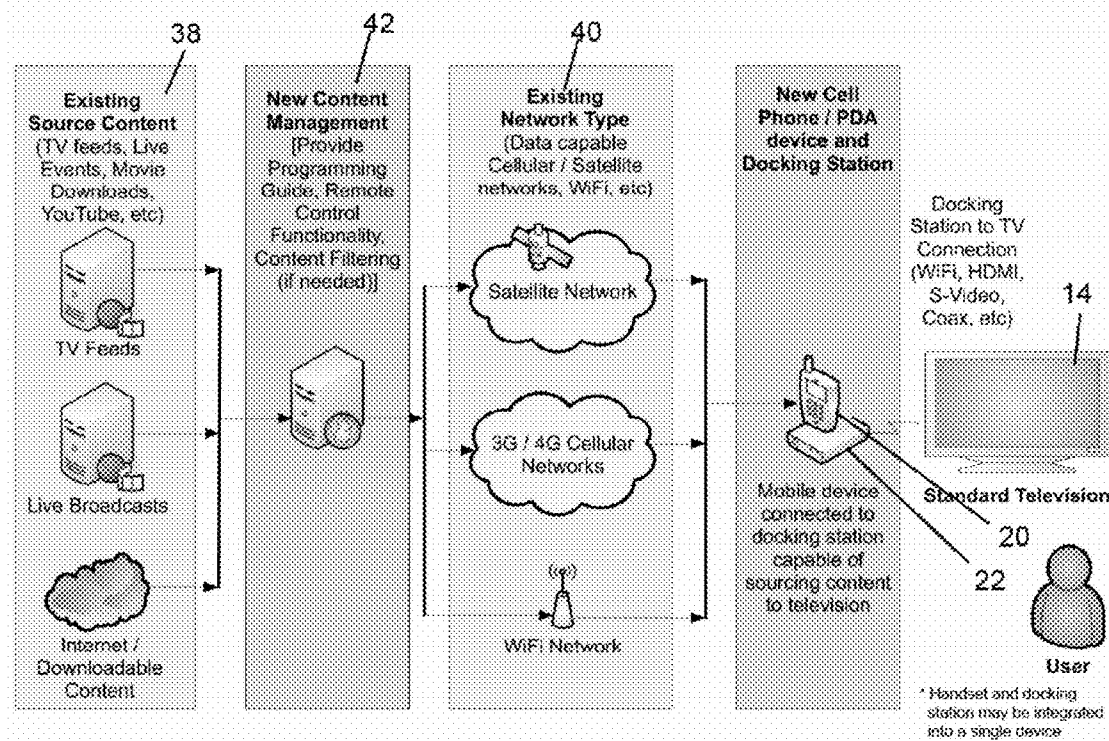 38
42
40
Existing
Source Content
(TV feeds, Live
Events, Movie
Downloads,
YouTube, etc)
TV Feeds
Live Broadcasts
Internet /
Downloadable
Content
New Content
Management
[Provide
Programming
Guide, Remote
Control
Functionality,
Content Filtering
(if needed)]
Existing
Network Type
(Data capable
Cellular / Satellite
networks, WiFi, etc)
Satellite Network
3G / 4G Cellular
Networks
WiFi Network
New Cell
Phone / PDA
device and
Docking Station
Mobile device
connected to
docking station
capable of
sourcing content
to television
Docking
Station to TV
Connection
(WiFi, HDMI,
S-Video,
Coax, etc)
14
Standard Television
20
22
User
* Handset and docking
station may be integrated
into a single device